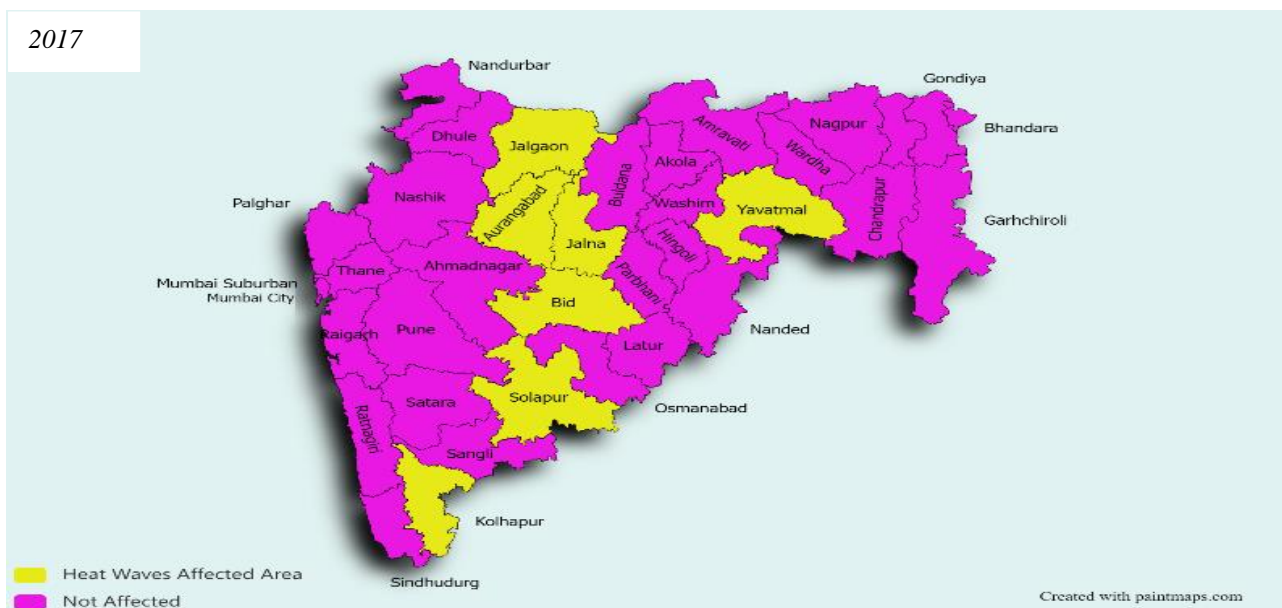 2017
Nandurbar
Gondiya
Nagpur
Amravati
Bhandara
Dhule
Jalgaon
Wardha
Akola
Buldana
Nashik
Palghar
Washim
Yavatmal
Chandrapur
Aurangabad
Garhchiroli
Jalna
Hingoli
Thane
Ahmadnagar
Parbhani
Mumbai Suburban
Mumbai City
Bid
Raigarh
Pune
Nanded
Latur
Satara
Solapur
Osmanabad
Ratnagiri
Sangli
Kolhapur
Heat Waves Affected Area
Sindhudurg
Not Affected
Created with paintmaps.com